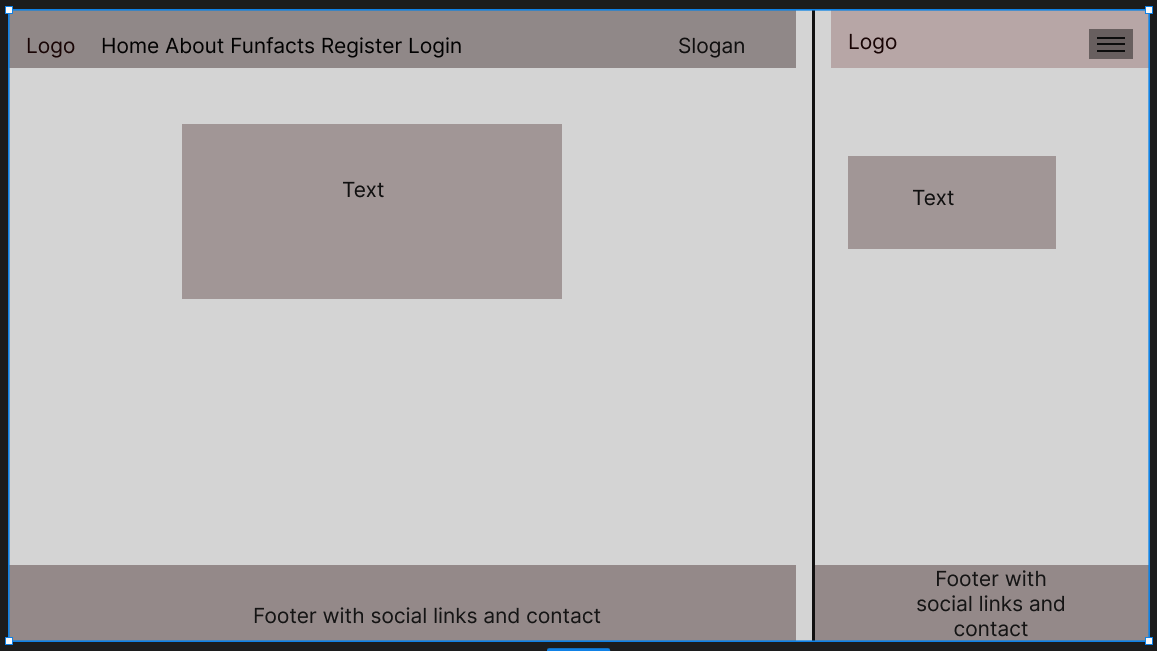 Logo Home About Funfacts Register Login Slogan
Text
Footer with social links and contact
Logo
Text
Footer with
social links and
contact